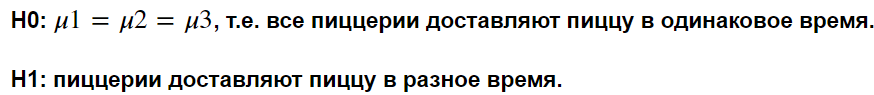 H0: μ1 = μ2 = μ3, т.е. все пиццерии доставляют пиццу в одинаковое время.
H1: пиццерии доставляют пиццу в разное время.